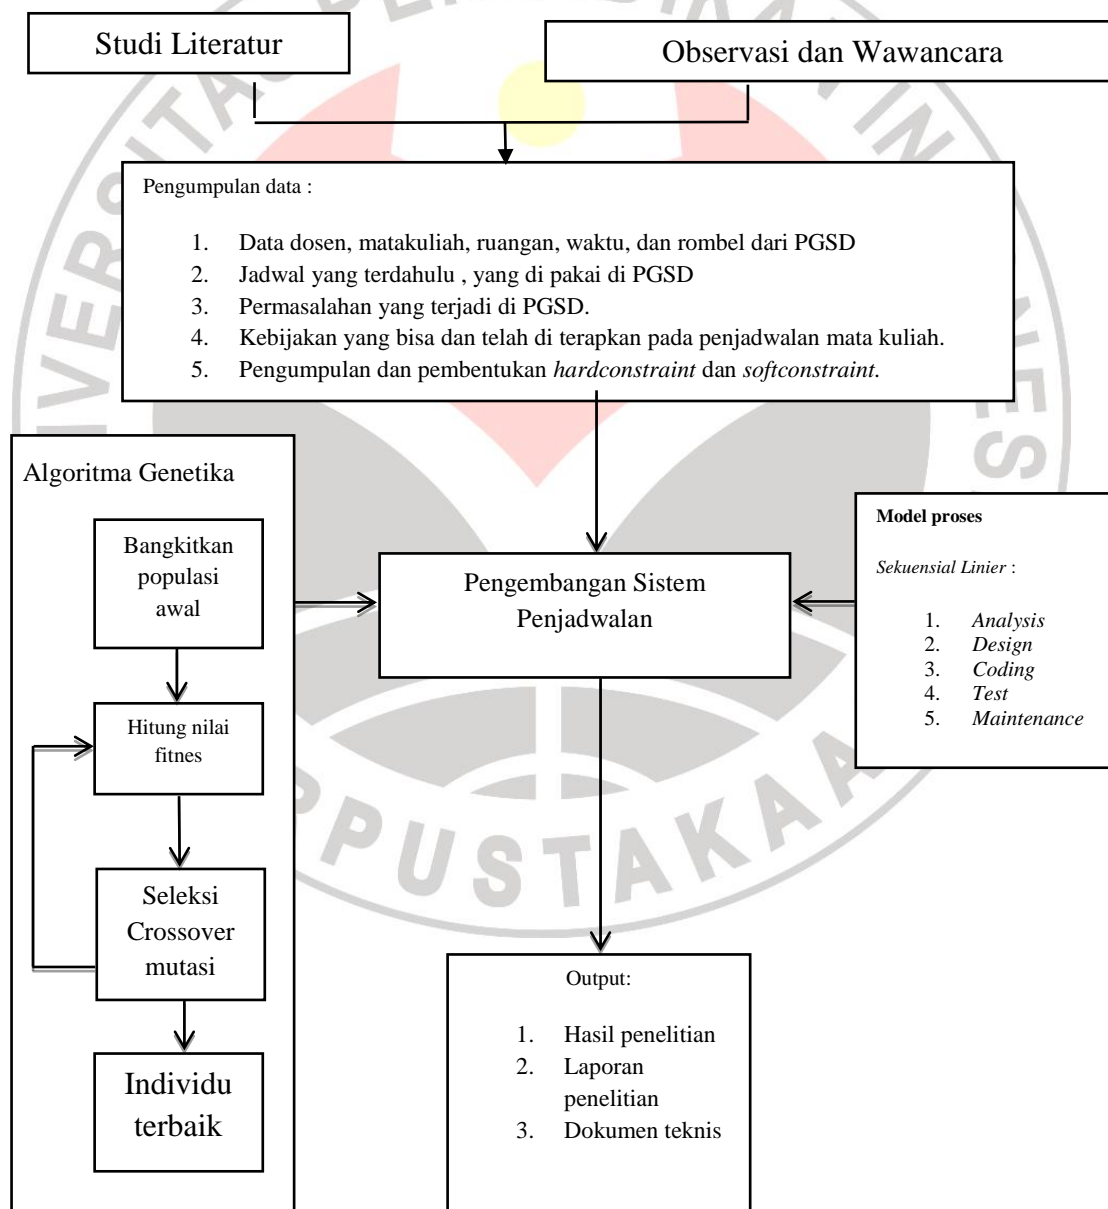 Studi Literatur
Observasi dan Wawancara
Pengumpulan data :
1. Data dosen, matakuliah, ruangan, waktu, dan rombel dari PGSD
2. Jadwal yang terdahulu , yang di pakai di PGSD
3. Permasalahan yang terjadi di PGSD.
4. Kebijakan yang bisa dan telah di terapkan pada penjadwalan mata kuliah.
5. Pengumpulan dan pembentukan hardconstraint dan softconstraint.
Algoritma Genetika
Bangkitkan
populasi
awal
Hitung nilai
fitnes
Seleksi
Crossover
mutasi
Individu
terbaik
Pengembangan Sistem
Penjadwalan
Model proses
Sekuensial Linier :
1. Analysis
2. Design
3. Coding
4. Test
5. Maintenance
Output:
1. Hasil penelitian
2. Laporan
penelitian
3. Dokumen teknis